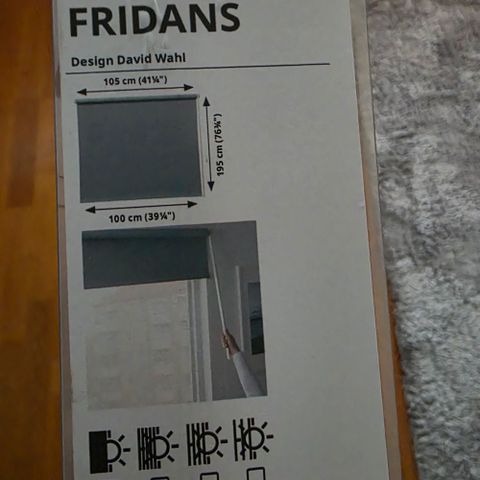 FRIDANS
Design David Wahl
105 cm (41¼")
195 cm (76¾")
100 cm (39¼")